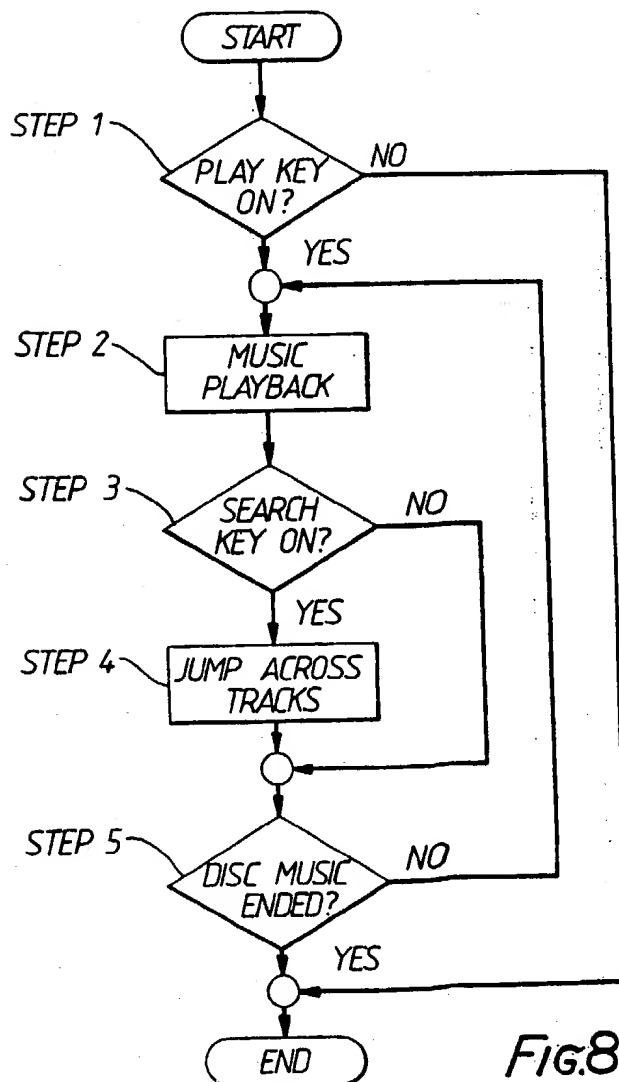 START
STEP 1
PLAY KEY
ON?
NO
YES
STEP 2
MUSIC
PLAYBACK
STEP 3
SEARCH
KEY ON?
NO
YES
STEP 4
JUMP ACROSS
TRACKS
STEP 5
DISC MUSIC
ENDED?
NO
YES
END
FIG.8